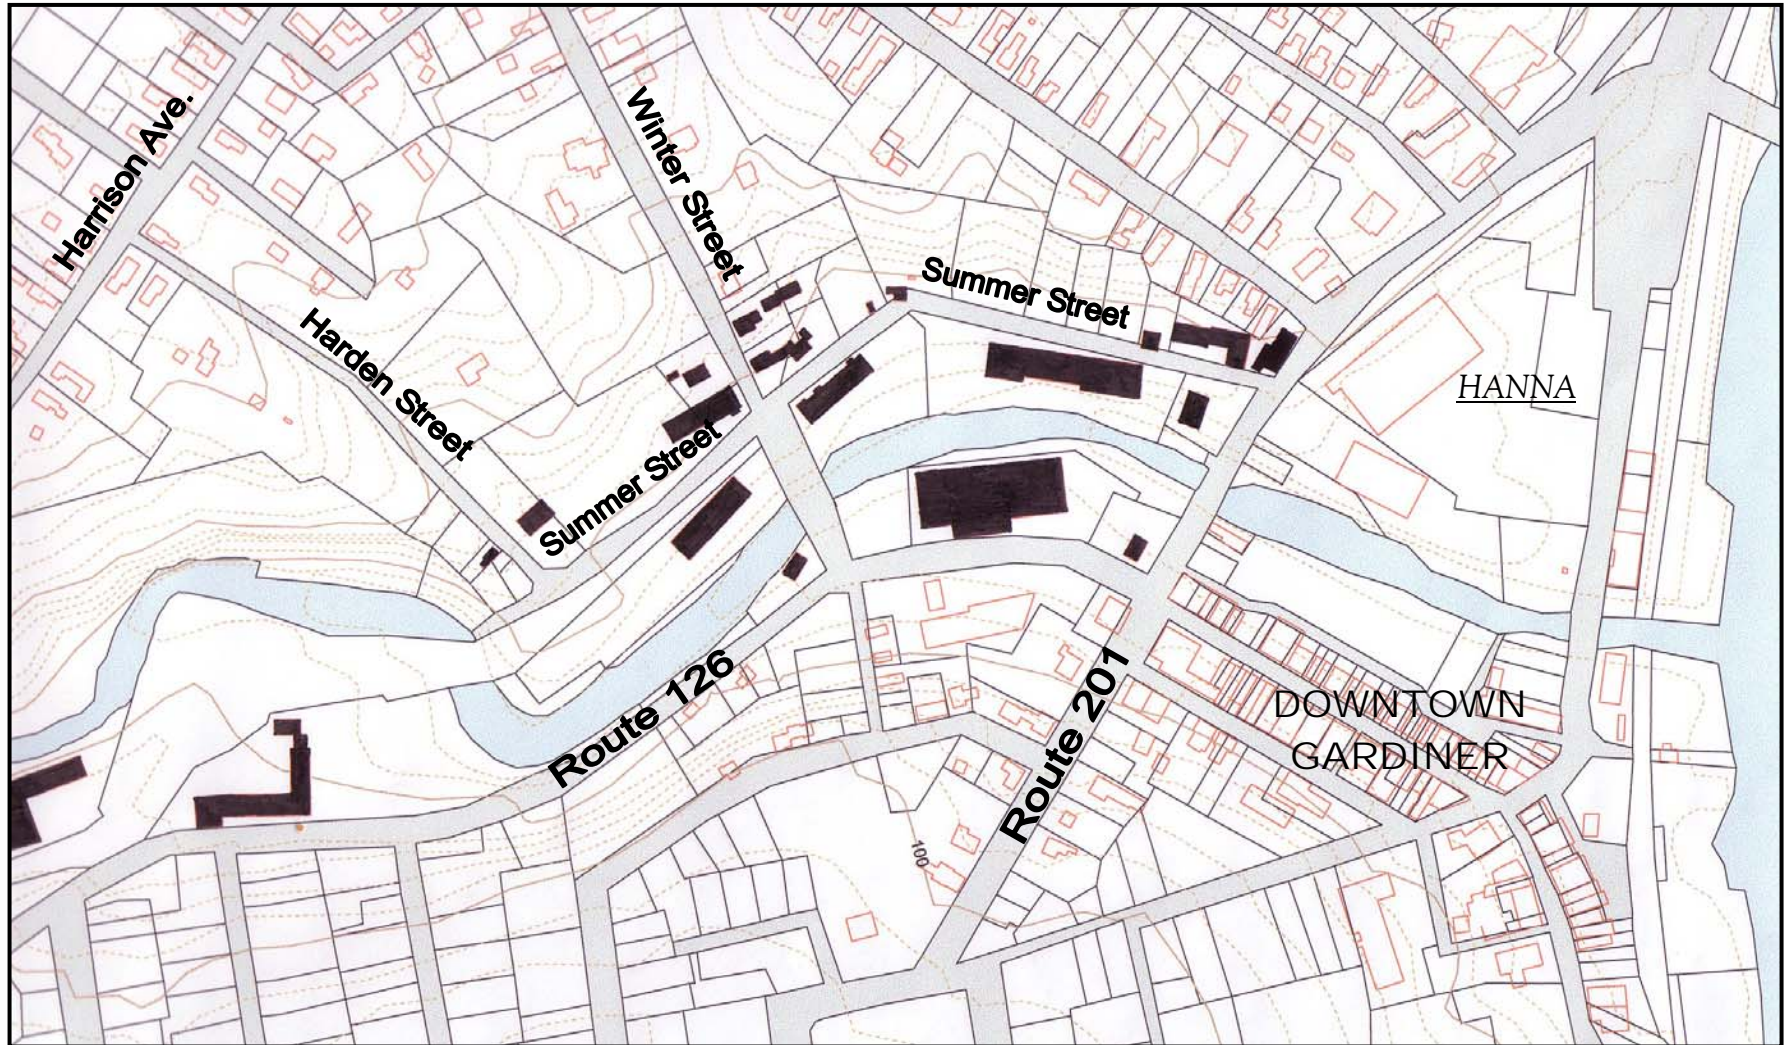 Harrison Ave.
Winter Street
Summer Street
Harden Street
HANNA
Summer Street
Route 126
Route 201
DOWNTOWN
GARDINER
100